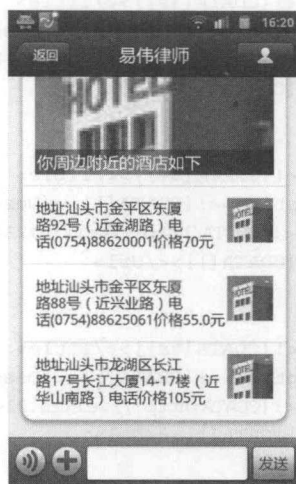 16:20
返回
易伟律师
HOTEL
你周边附近的酒店如下
地址汕头市金平区东厦
路92号（近金湖路）电
话(0754)88620001价格70元
地址汕头市金平区东厦
路88号（近兴业路）电
话(0754)88625061价格55.0元
地址汕头市龙湖区长江
路17号长江大厦14-17楼（近
华山南路）电话价格105元
发送